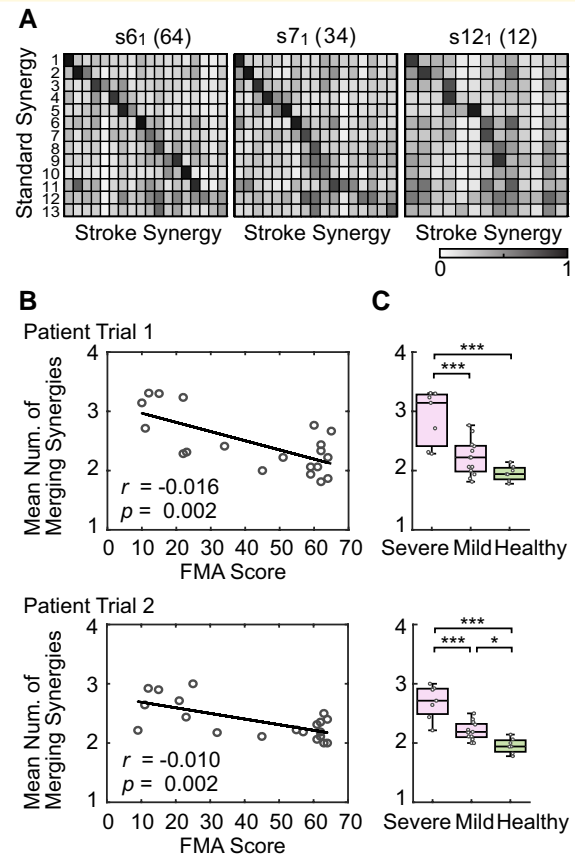 A
s6₁ (64) s7₁ (34) s12₁ (12)
Standard Synergy
1
2
3
4
5
6
7
8
9
10
11
12
13
Stroke Synergy Stroke Synergy Stroke Synergy
0 1
B C
Patient Trial 1
Mean Num. of
Merging Synergies
4
3
2
1
r = -0.016
p = 0.002
0 10 20 30 40 50 60 70
FMA Score
4
3
2
1
***
***
Severe Mild Healthy
Patient Trial 2
Mean Num. of
Merging Synergies
4
3
2
1
r = -0.010
p = 0.002
0 10 20 30 40 50 60 70
FMA Score
4
3
2
1
***
*** *
Severe Mild Healthy